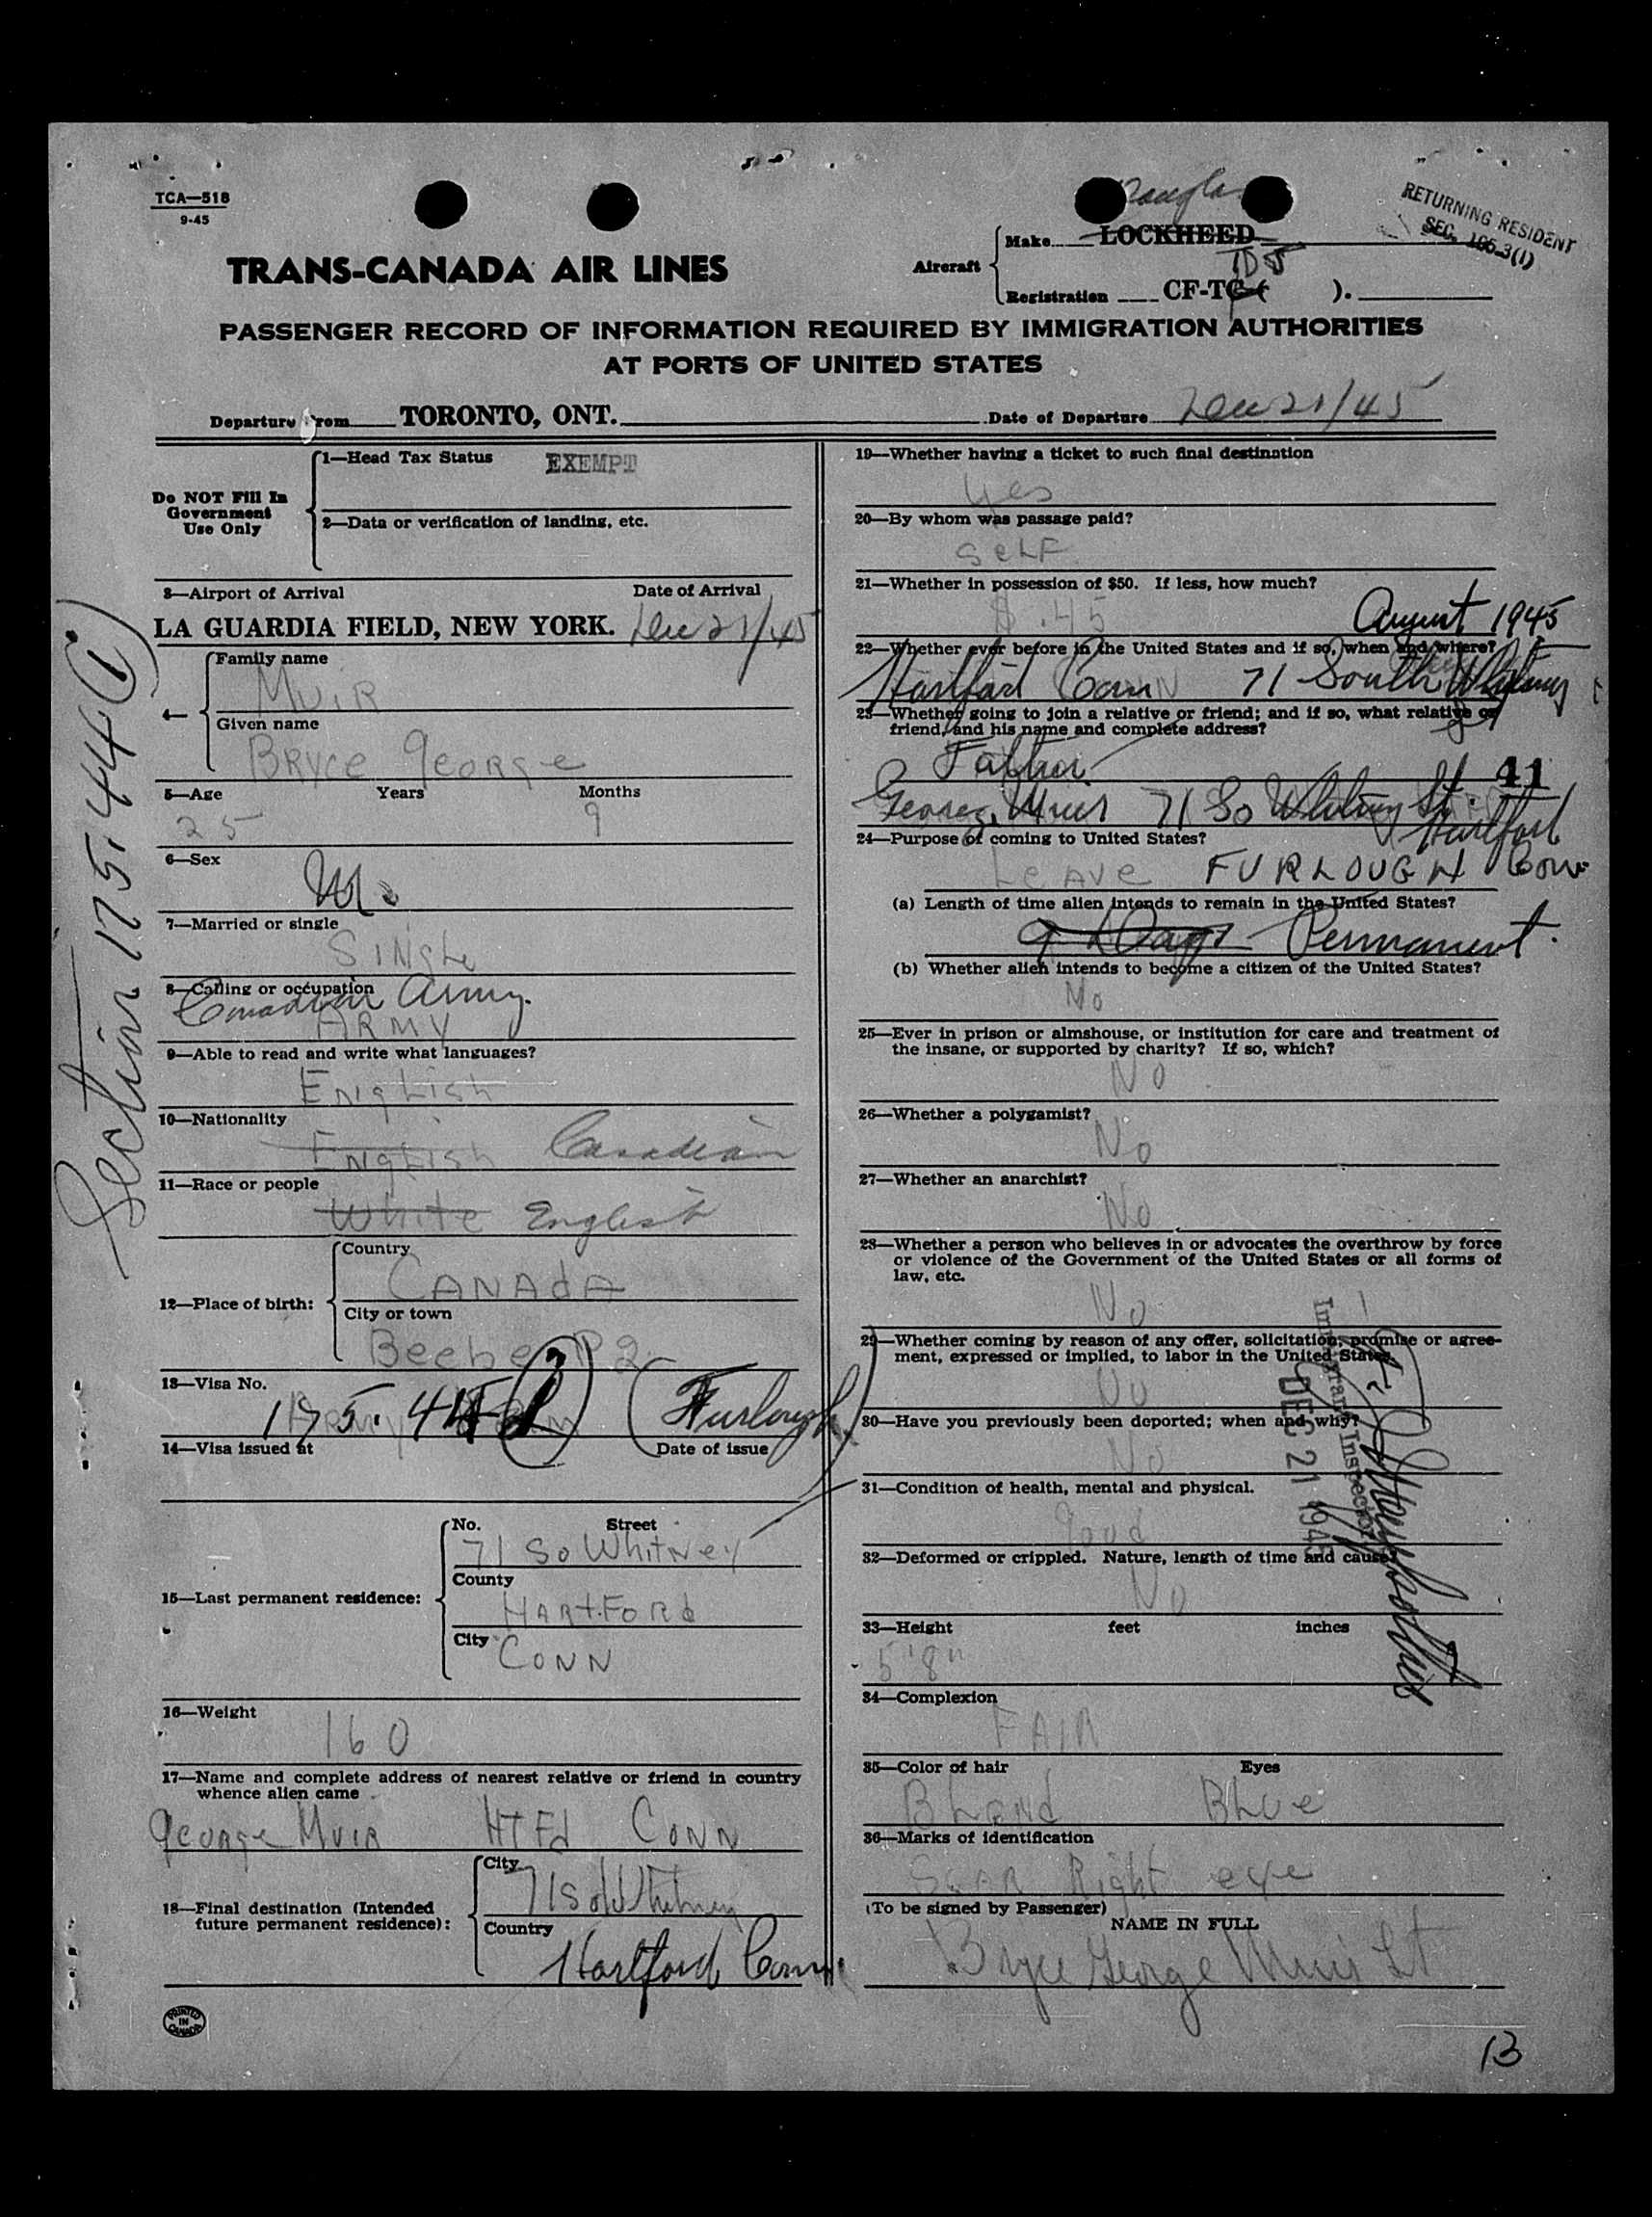 TCA—518
9-45
Douglas
RETURNING RESIDENT
SEC. 165.3(1)
TRANS-CANADA AIR LINES
Aircraft
Make LOCKHEED
TDJ
Registration CF-TC( ).
PASSENGER RECORD OF INFORMATION REQUIRED BY IMMIGRATION AUTHORITIES
AT PORTS OF UNITED STATES
Departure from TORONTO, ONT. Date of Departure Dec 21/45
Section 175.44 (i)
Do NOT Fill In
Government
Use Only
1—Head Tax Status EXEMPT
2—Data or verification of landing, etc.
3—Airport of Arrival Date of Arrival
LA GUARDIA FIELD, NEW YORK. Dec 21/45
4—
Family name
MUIR
Given name
BRYCE GEORGE
5—Age Years Months
25 9
6—Sex
M.
7—Married or single
SINGLE
8—Calling or occupation
Canadian Army.
ARMY
9—Able to read and write what languages?
English
10—Nationality
English Canadian
11—Race or people
White English
12—Place of birth:
Country
CANADA
City or town
Beebe PQ
13—Visa No.
ARMY
175.44 (Furlough)
14—Visa issued at Date of issue
15—Last permanent residence:
No. Street
71 So Whitney
County
HARTFORD
City
CONN
16—Weight
160
17—Name and complete address of nearest relative or friend in country
whence alien came
George Muir HTFD CONN
18—Final destination (Intended
future permanent residence):
City
71 So Whitney
Country
Hartford Conn
PRINTED
IN
CANADA
19—Whether having a ticket to such final destination
yes
20—By whom was passage paid?
SELF
21—Whether in possession of $50. If less, how much?
$.45
August 1945
22—Whether ever before in the United States and if so, when and where?
Hartford Conn 71 South Whitney
23—Whether going to join a relative or friend; and if so, what relative or
friend, and his name and complete address?
Father
41
George Muir 71 So Whitney St. Hartford
Conn
24—Purpose of coming to United States?
LEAVE FURLOUGH
(a) Length of time alien intends to remain in the United States?
9 Days Permanent.
(b) Whether alien intends to become a citizen of the United States?
No
25—Ever in prison or almshouse, or institution for care and treatment of
the insane, or supported by charity? If so, which?
No
26—Whether a polygamist?
No
27—Whether an anarchist?
No
28—Whether a person who believes in or advocates the overthrow by force
or violence of the Government of the United States or all forms of
law, etc.
No
29—Whether coming by reason of any offer, solicitation, promise or agree-
ment, expressed or implied, to labor in the United States.
No
30—Have you previously been deported; when and why?
No
DEC 21 1945
Immigrant Inspector
31—Condition of health, mental and physical.
Good
32—Deformed or crippled. Nature, length of time and cause?
No
33—Height feet inches
5'8"
34—Complexion
FAIR
35—Color of hair Eyes
Blond Blue
36—Marks of identification
Scar Right eye
(To be signed by Passenger)
NAME IN FULL
Bryce George Muir Lt
13